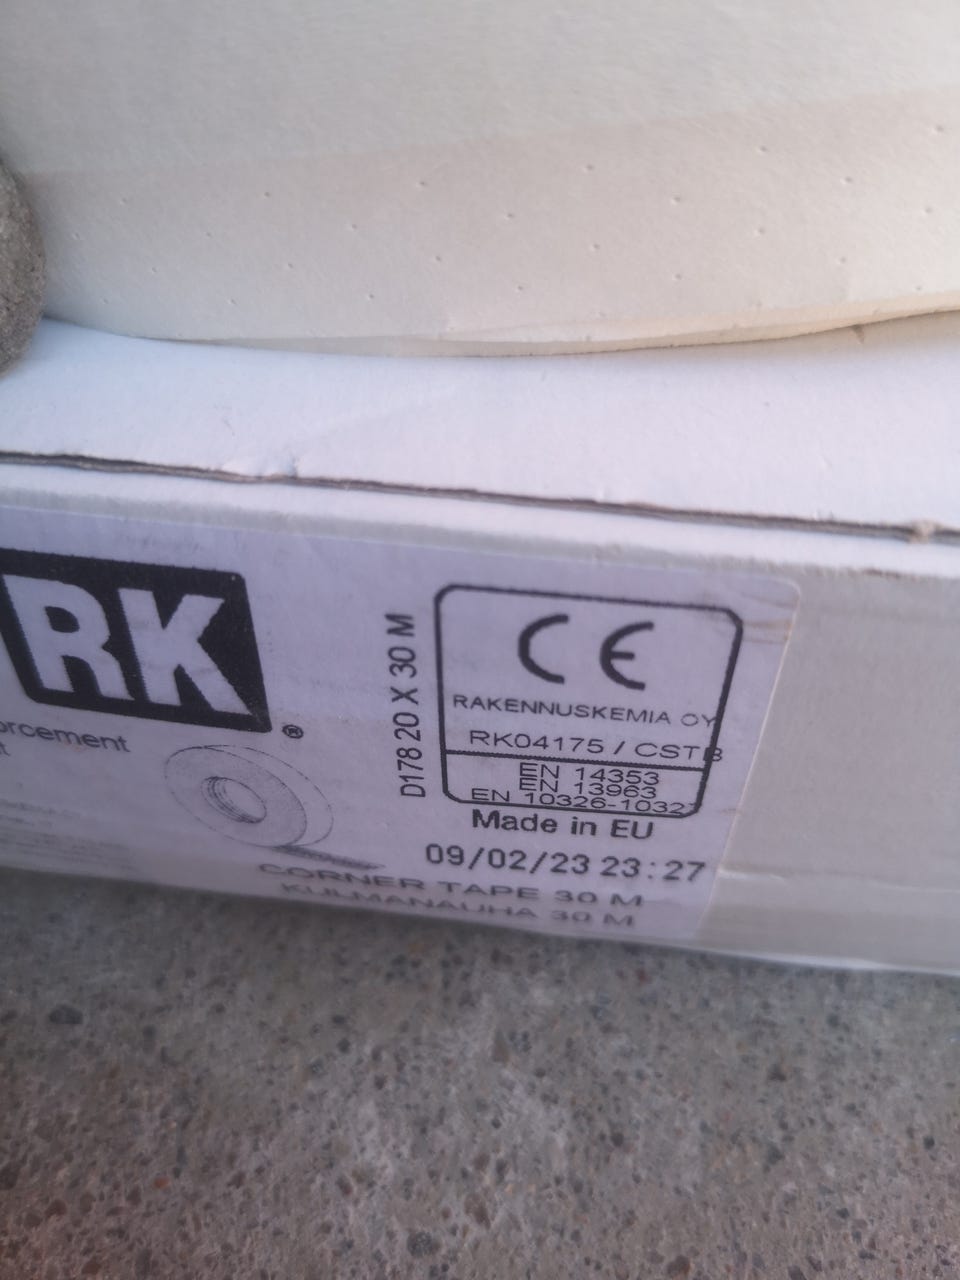 RK
®
orcement
t
D178 20 X 30 M
CE
RAKENNUSKEMIA OY
RK04175 / CSTB
EN 14353
EN 13963
EN 10326-1032
Made in EU
09/02/23 23:27
CORNER TAPE 30 M
KULMANAUHA 30 M